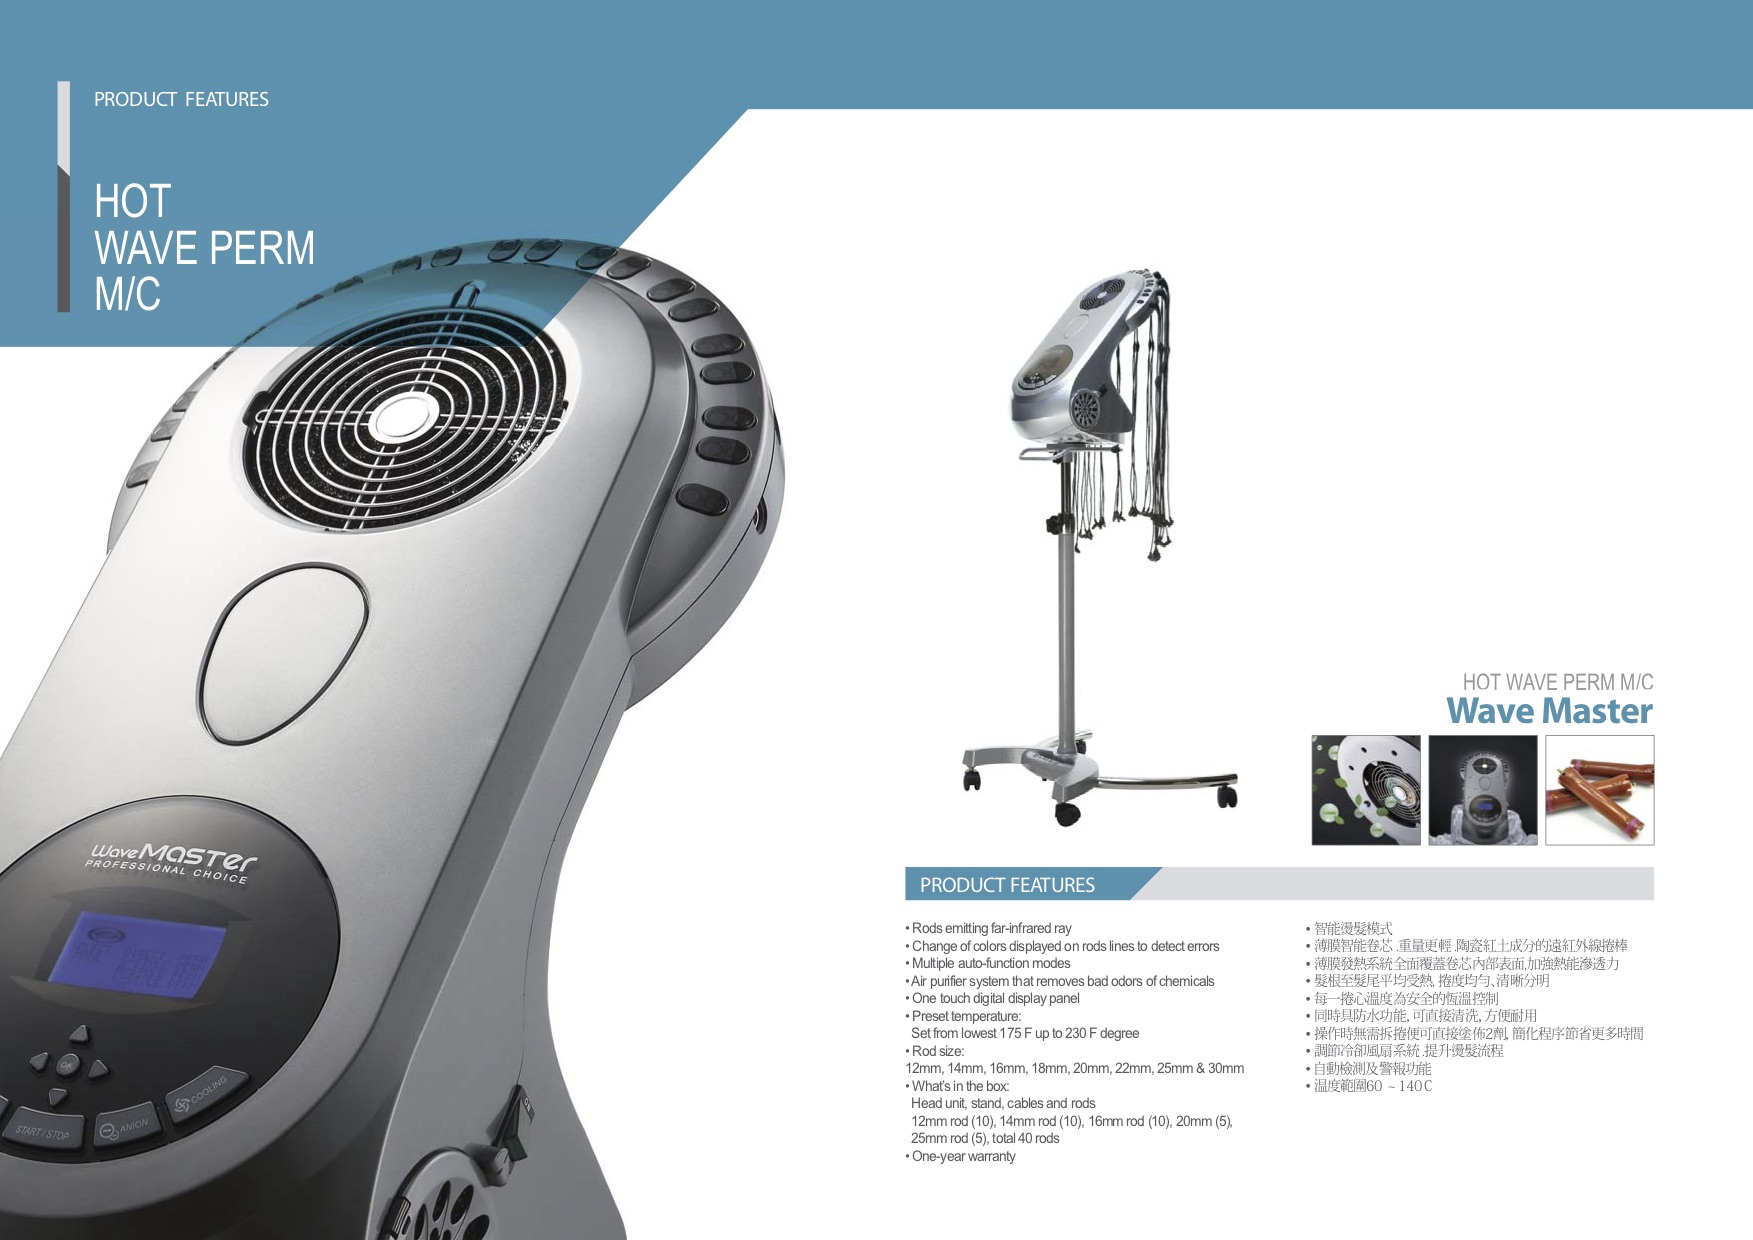 PRODUCT FEATURES
HOT
WAVE PERM
M/C
Wave MASTER
PROFESSIONAL CHOICE
OK
START / STOP
ANION
COOLING
ON
HOT WAVE PERM M/C
Wave Master
PRODUCT FEATURES
• Rods emitting far-infrared ray
• Change of colors displayed on rods lines to detect errors
• Multiple auto-function modes
• Air purifier system that removes bad odors of chemicals
• One touch digital display panel
• Preset temperature:
Set from lowest 175 F up to 230 F degree
• Rod size:
12mm, 14mm, 16mm, 18mm, 20mm, 22mm, 25mm & 30mm
• What's in the box:
Head unit, stand, cables and rods
12mm rod (10), 14mm rod (10), 16mm rod (10), 20mm (5),
25mm rod (5), total 40 rods
• One-year warranty
• 智能燙髮模式
• 薄膜智能卷芯 .重量更輕 .陶瓷紅土成分的遠紅外線捲棒
• 薄膜發熱系統全面覆蓋卷芯內部表面,加強熱能滲透力
• 髮根至髮尾平均受熱, 捲度均勻、清晰分明
• 每一捲心溫度為安全的恆溫控制
• 同時具防水功能, 可直接清洗, 方便耐用
• 操作時無需拆捲便可直接塗佈2劑, 簡化程序節省更多時間
• 調節冷卻風扇系統 .提升燙髮流程
• 自動檢測及警報功能
• 温度範圍60 ~ 140C